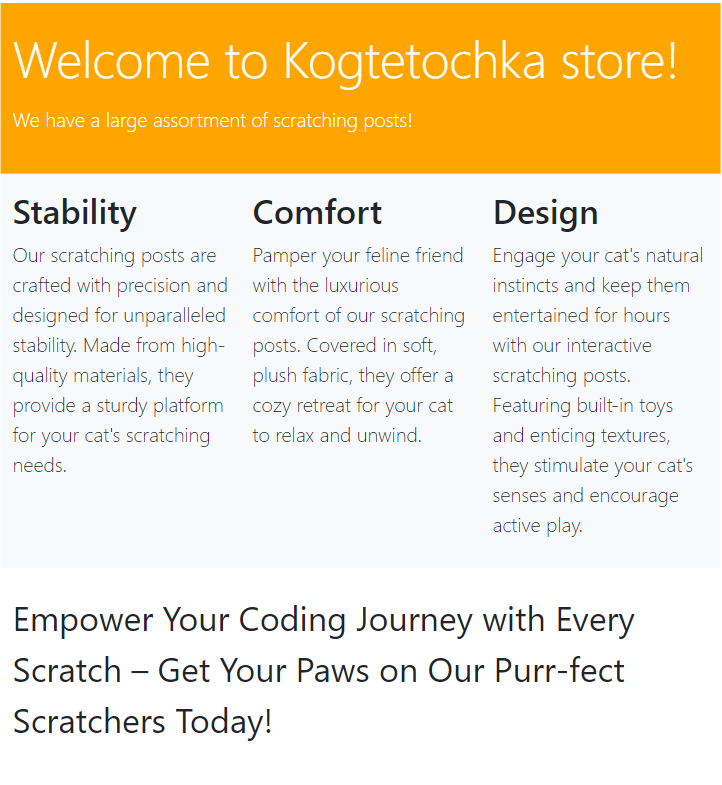 Welcome to Kogtetochka store!
We have a large assortment of scratching posts!
Stability
Our scratching posts are
crafted with precision and
designed for unparalleled
stability. Made from high-
quality materials, they
provide a sturdy platform
for your cat's scratching
needs.
Comfort
Pamper your feline friend
with the luxurious
comfort of our scratching
posts. Covered in soft,
plush fabric, they offer a
cozy retreat for your cat
to relax and unwind.
Design
Engage your cat's natural
instincts and keep them
entertained for hours
with our interactive
scratching posts.
Featuring built-in toys
and enticing textures,
they stimulate your cat's
senses and encourage
active play.
Empower Your Coding Journey with Every
Scratch – Get Your Paws on Our Purr-fect
Scratchers Today!